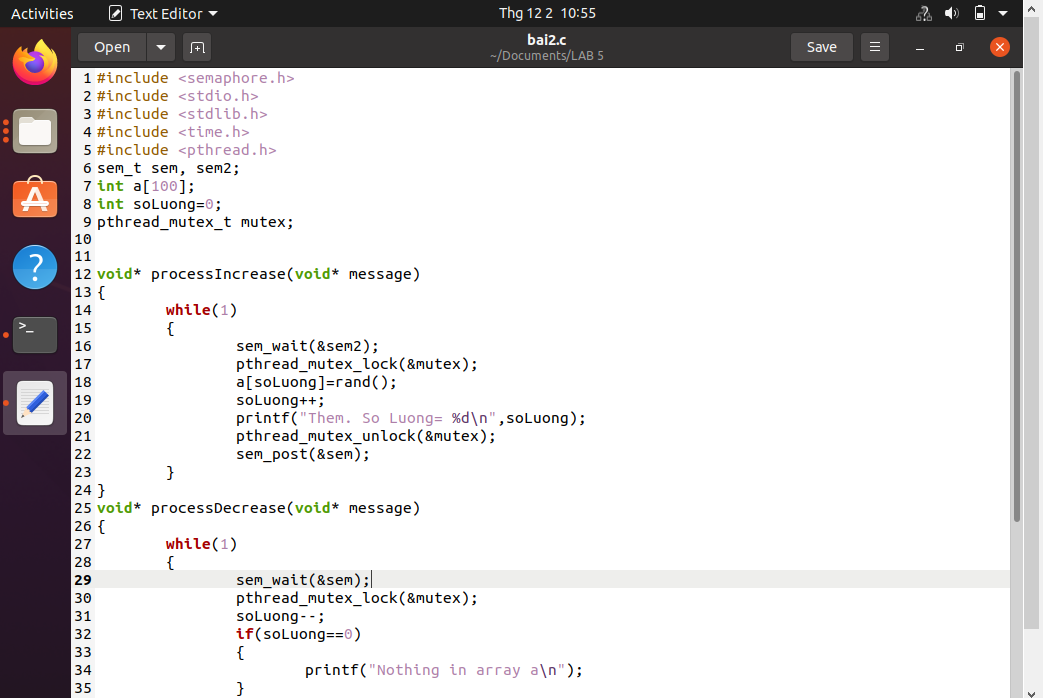 Activities Text Editor Thg 12 2 10:55
Open bai2.c Save
~/Documents/LAB 5
1 #include <semaphore.h>
2 #include <stdio.h>
3 #include <stdlib.h>
4 #include <time.h>
5 #include <pthread.h>
6 sem_t sem, sem2;
7 int a[100];
8 int soLuong=0;
9 pthread_mutex_t mutex;
10
11
12 void* processIncrease(void* message)
13 {
14 while(1)
15 {
16 sem_wait(&sem2);
17 pthread_mutex_lock(&mutex);
18 a[soLuong]=rand();
19 soLuong++;
20 printf("Them. So Luong= %d\n",soLuong);
21 pthread_mutex_unlock(&mutex);
22 sem_post(&sem);
23 }
24 }
25 void* processDecrease(void* message)
26 {
27 while(1)
28 {
29 sem_wait(&sem);
30 pthread_mutex_lock(&mutex);
31 soLuong--;
32 if(soLuong==0)
33 {
34 printf("Nothing in array a\n");
35 }